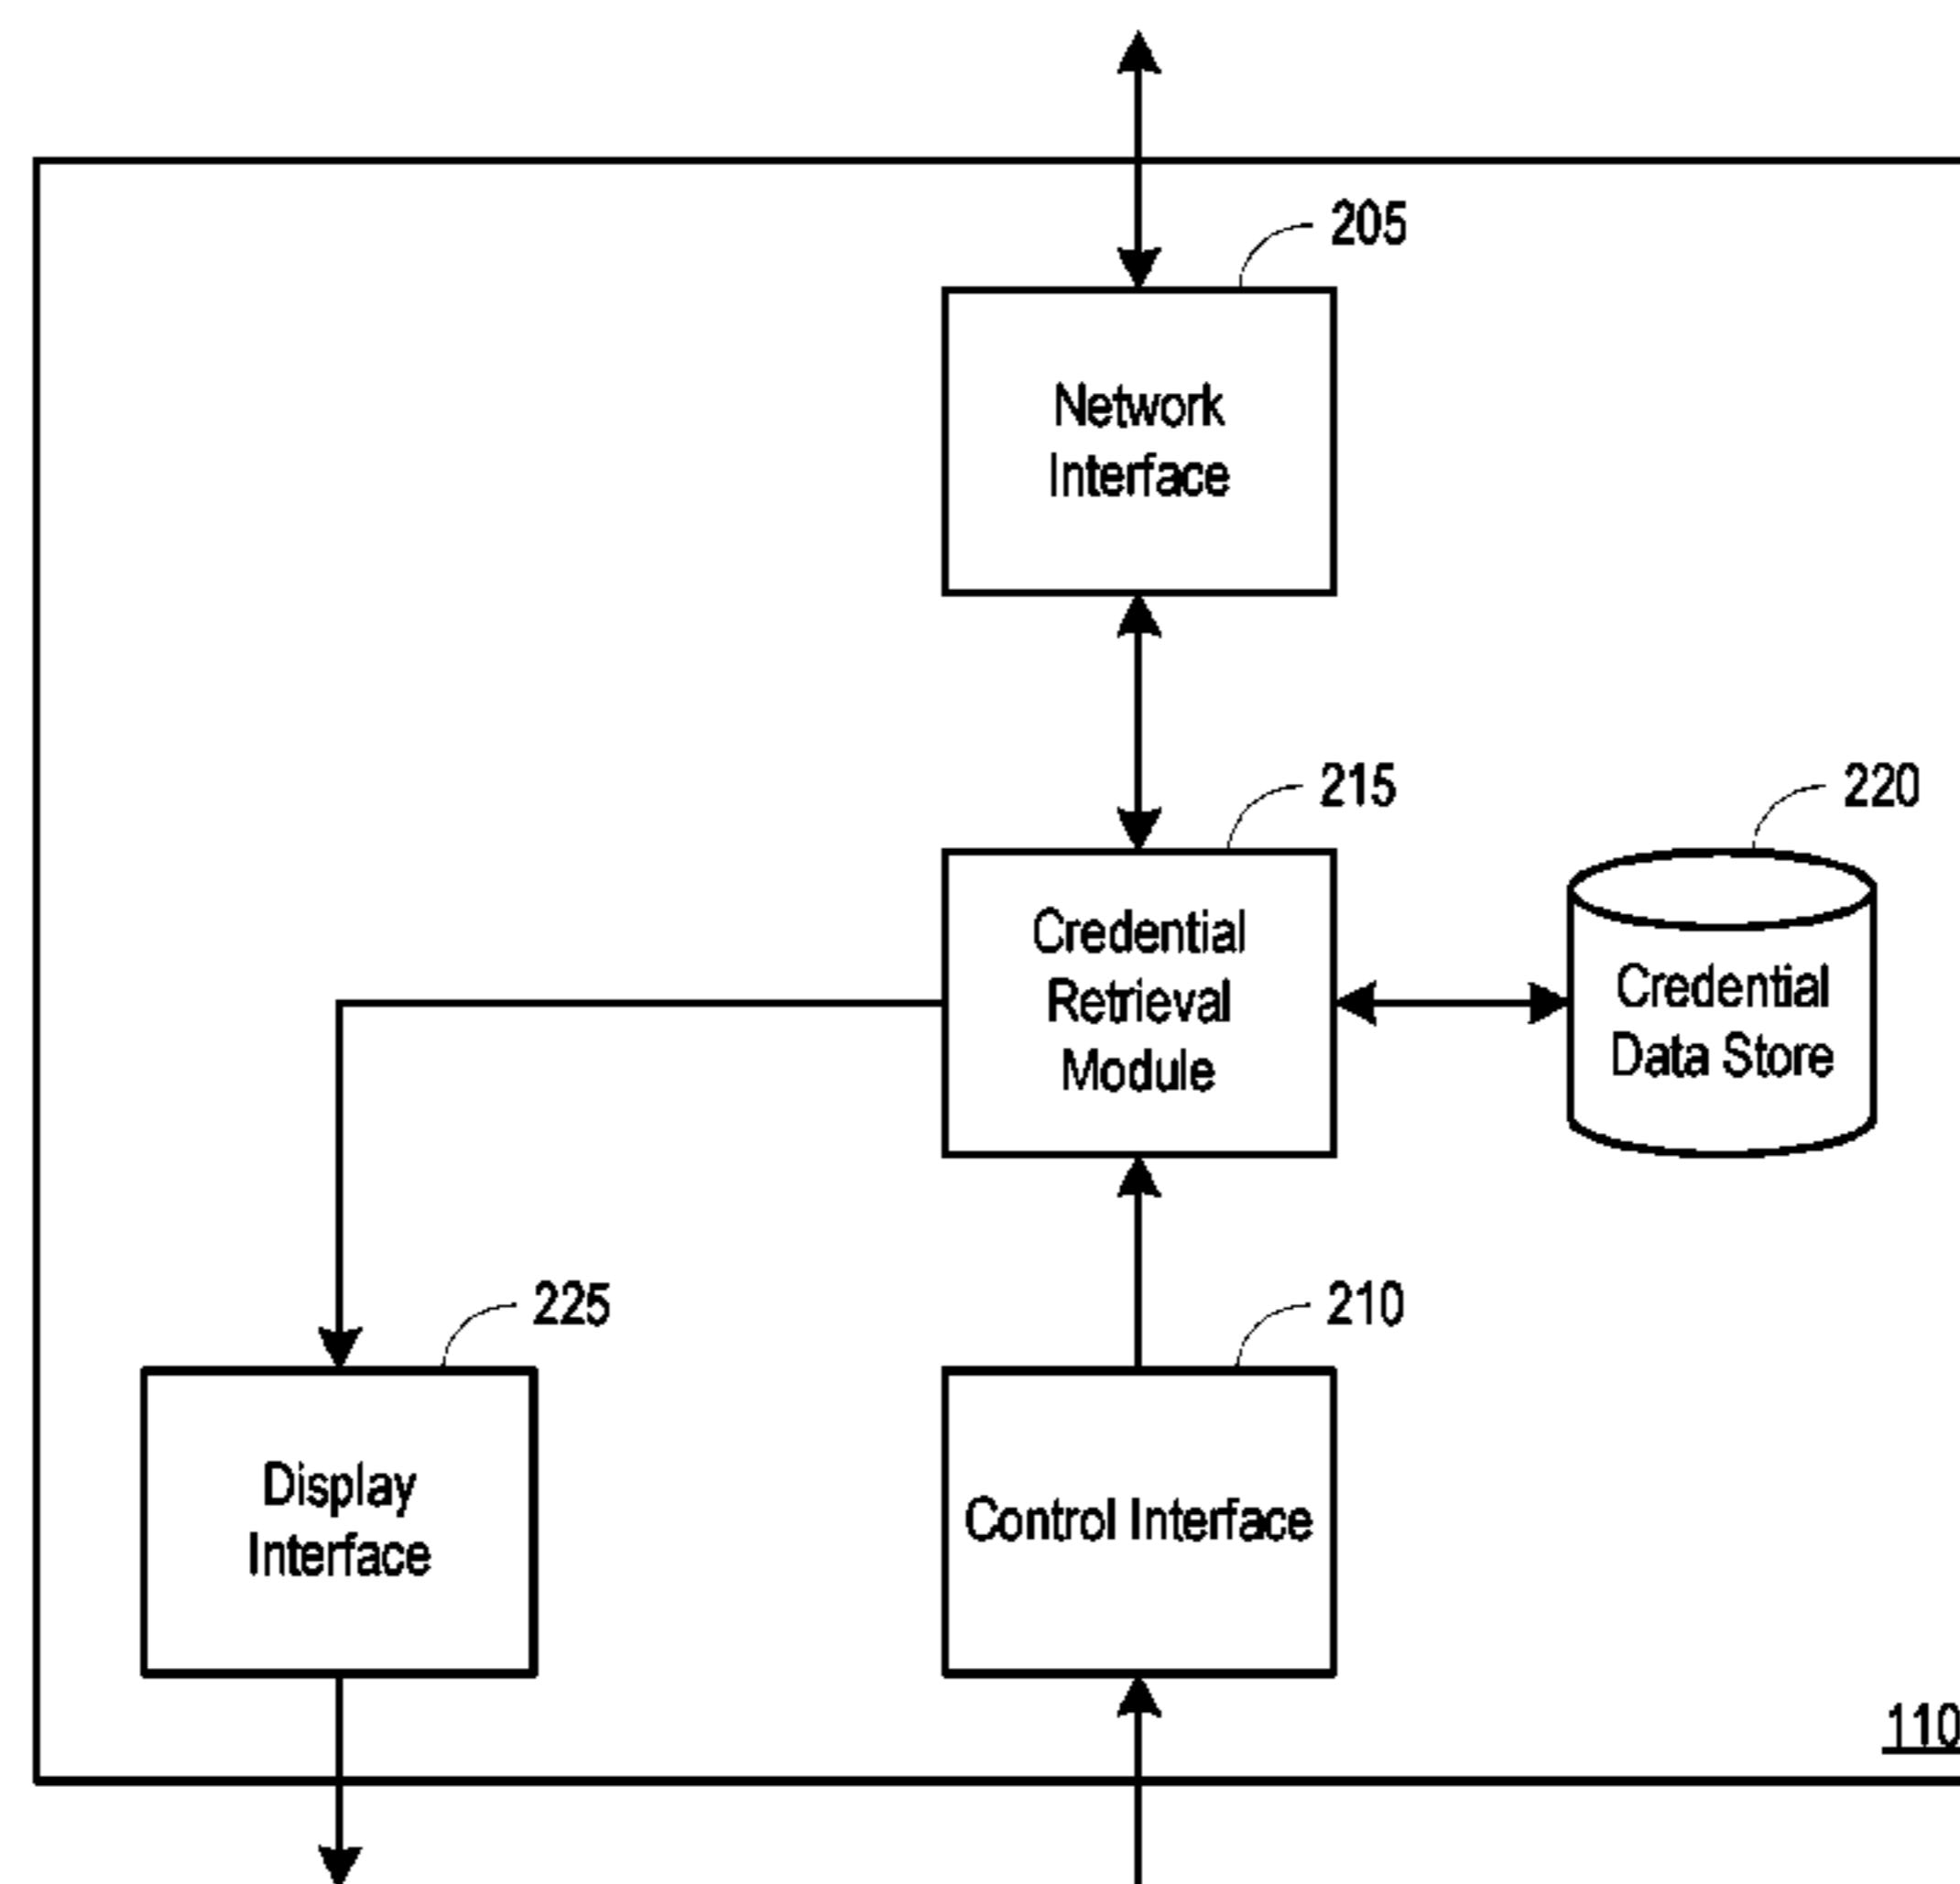 205
Network
Interface
215
220
Credential
Retrieval
Module
Credential
Data Store
225
210
Display
Interface
Control Interface
110